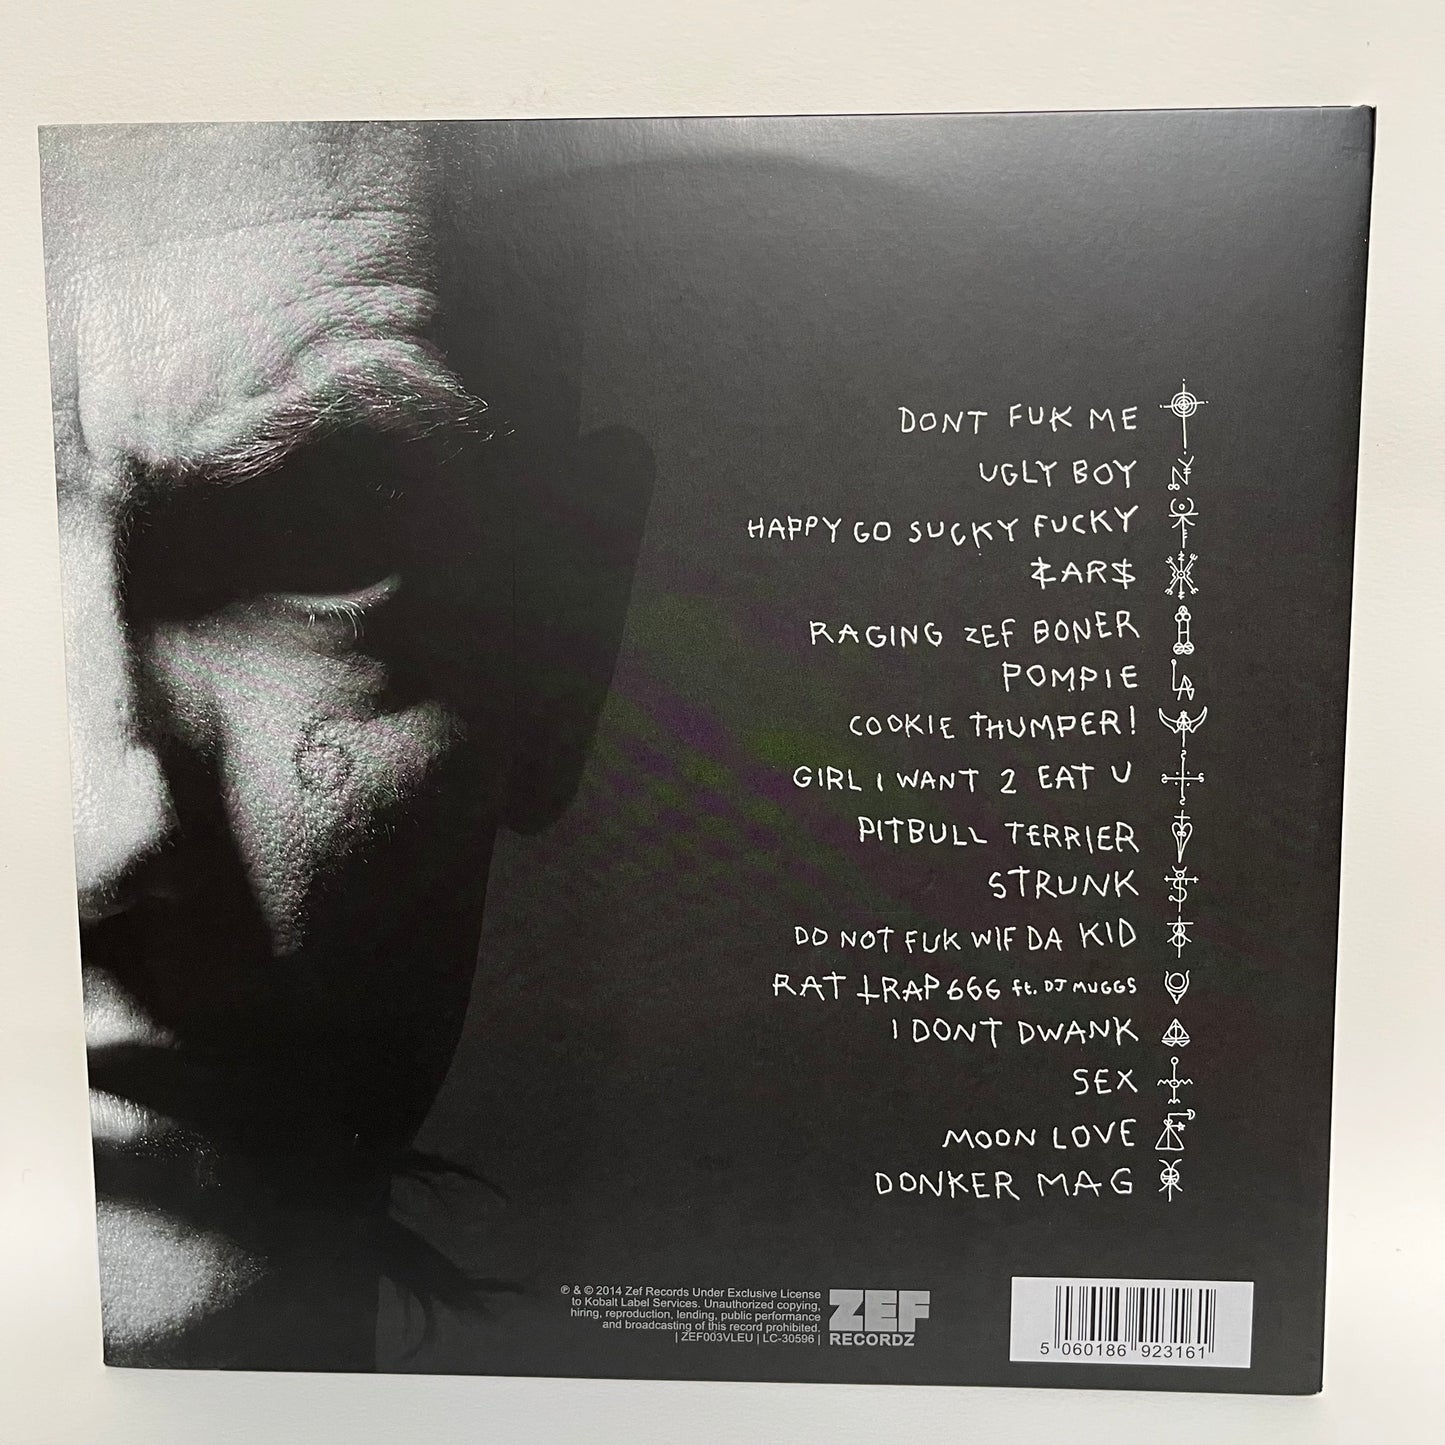 DONT FUK ME
UGLY BOY
HAPPY GO SUCKY FUCKY
ZAR$
RAGING ZEF BONER
POMPIE
COOKIE THUMPER!
GIRL I WANT 2 EAT U
PITBULL TERRIER
STRUNK
DO NOT FUK WIF DA KID
RAT TRAP 666 ft. DJ MUGGS
I DONT DWANK
SEX
MOON LOVE
DONKER MAG
℗ & © 2014 Zef Records Under Exclusive License
to Kobalt Label Services. Unauthorized copying,
hiring, reproduction, lending, public performance
and broadcasting of this record prohibited.
| ZEF003VLEU | LC-30596 |
ZEF
RECORDZ
5 060186 923161